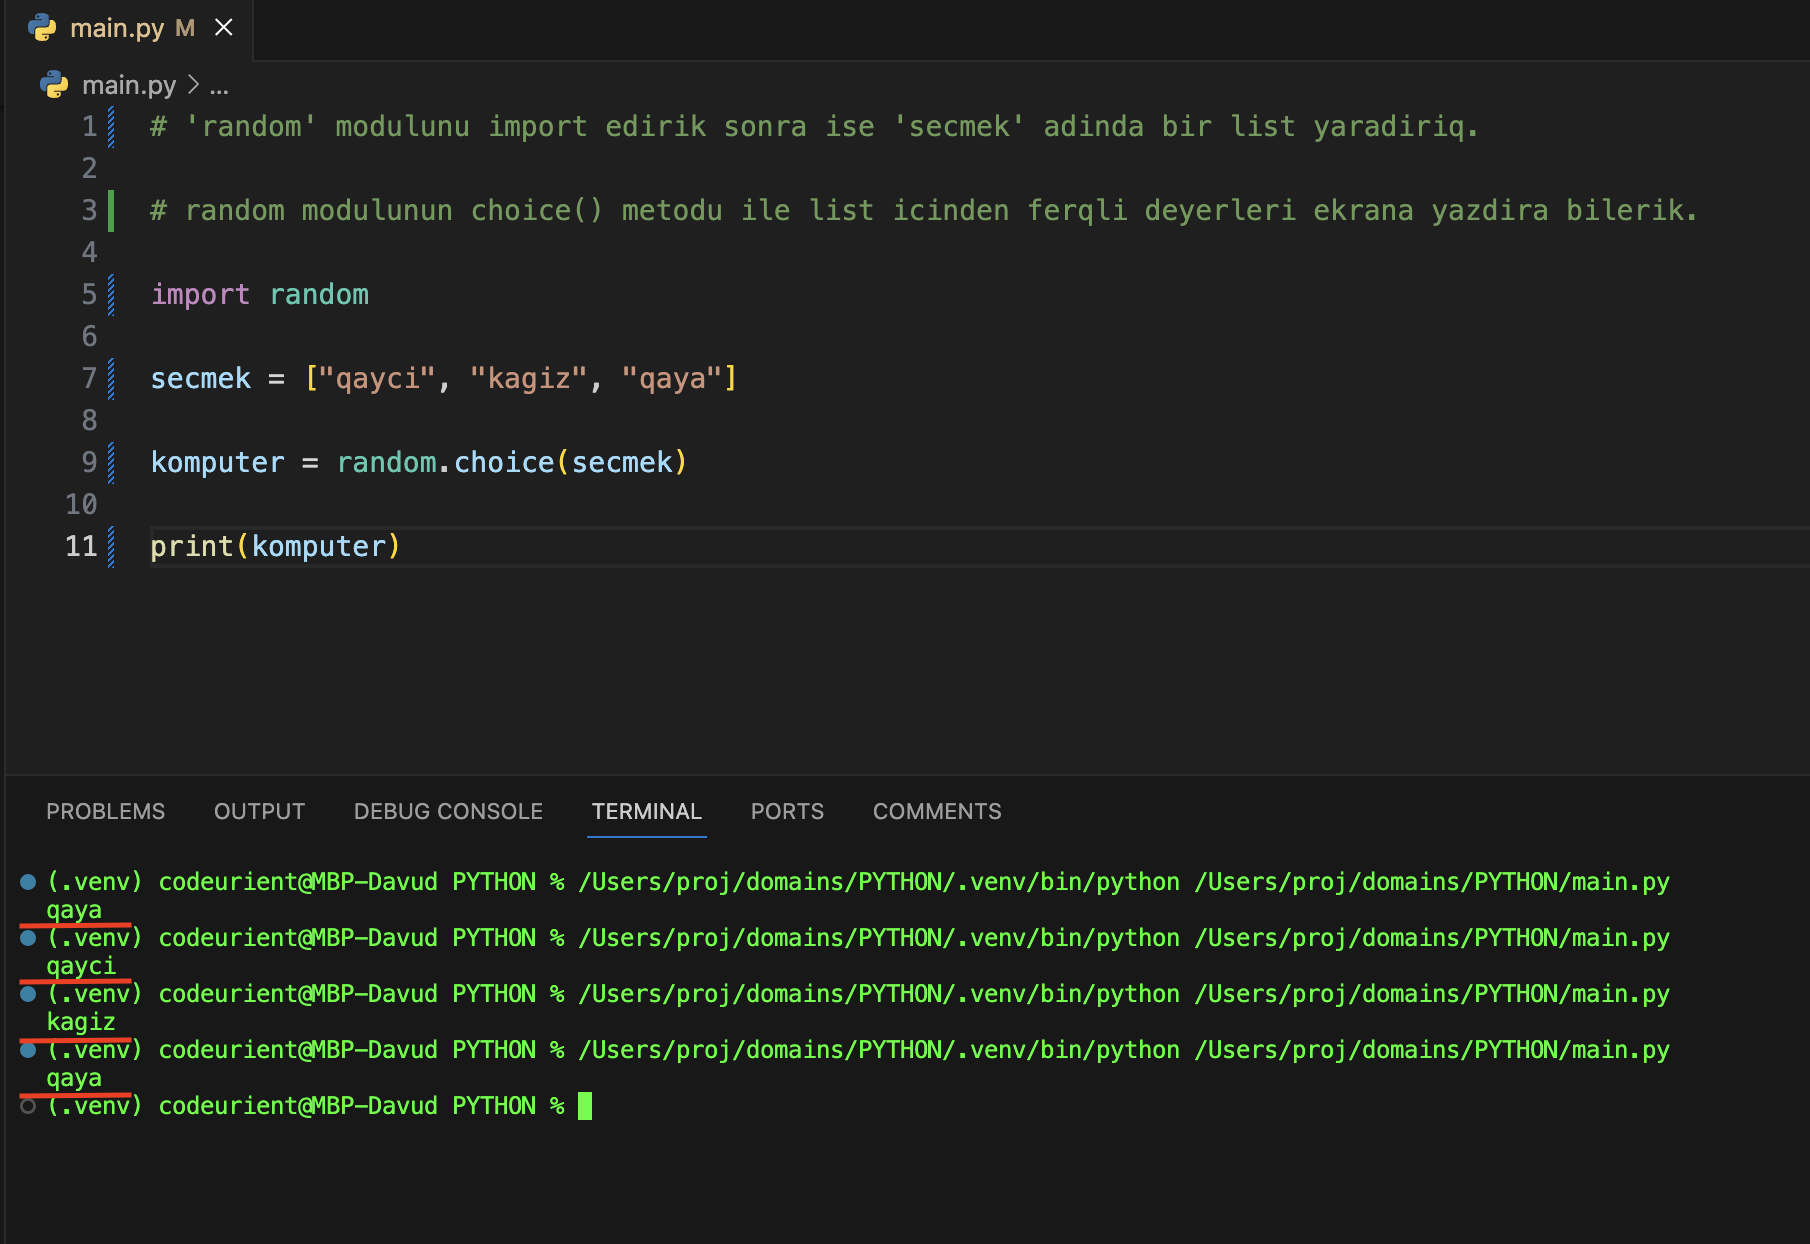 main.py M
main.py > ...
1 # 'random' modulunu import edirik sonra ise 'secmek' adinda bir list yaradiriq.
2
3 # random modulunun choice() metodu ile list icinden ferqli deyerleri ekrana yazdira bilerik.
4
5 import random
6
7 secmek = ["qayci", "kagiz", "qaya"]
8
9 komputer = random.choice(secmek)
10
11 print(komputer)
PROBLEMS OUTPUT DEBUG CONSOLE TERMINAL PORTS COMMENTS
(.venv) codeurient@MBP-Davud PYTHON % /Users/proj/domains/PYTHON/.venv/bin/python /Users/proj/domains/PYTHON/main.py
qaya
(.venv) codeurient@MBP-Davud PYTHON % /Users/proj/domains/PYTHON/.venv/bin/python /Users/proj/domains/PYTHON/main.py
qayci
(.venv) codeurient@MBP-Davud PYTHON % /Users/proj/domains/PYTHON/.venv/bin/python /Users/proj/domains/PYTHON/main.py
kagiz
(.venv) codeurient@MBP-Davud PYTHON % /Users/proj/domains/PYTHON/.venv/bin/python /Users/proj/domains/PYTHON/main.py
qaya
(.venv) codeurient@MBP-Davud PYTHON %